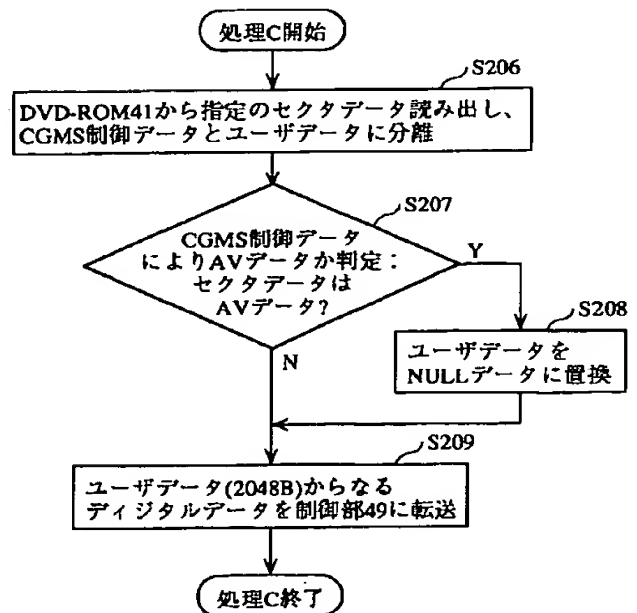 処理C開始
S206
DVD-ROM41から指定のセクタデータ読み出し、
CGMS制御データとユーザデータに分離
S207
CGMS制御データ
によりAVデータか判定：
セクタデータは
AVデータ?
Y
N
S208
ユーザデータを
NULLデータに置換
S209
ユーザデータ(2048B)からなる
ディジタルデータを制御部49に転送
処理C終了